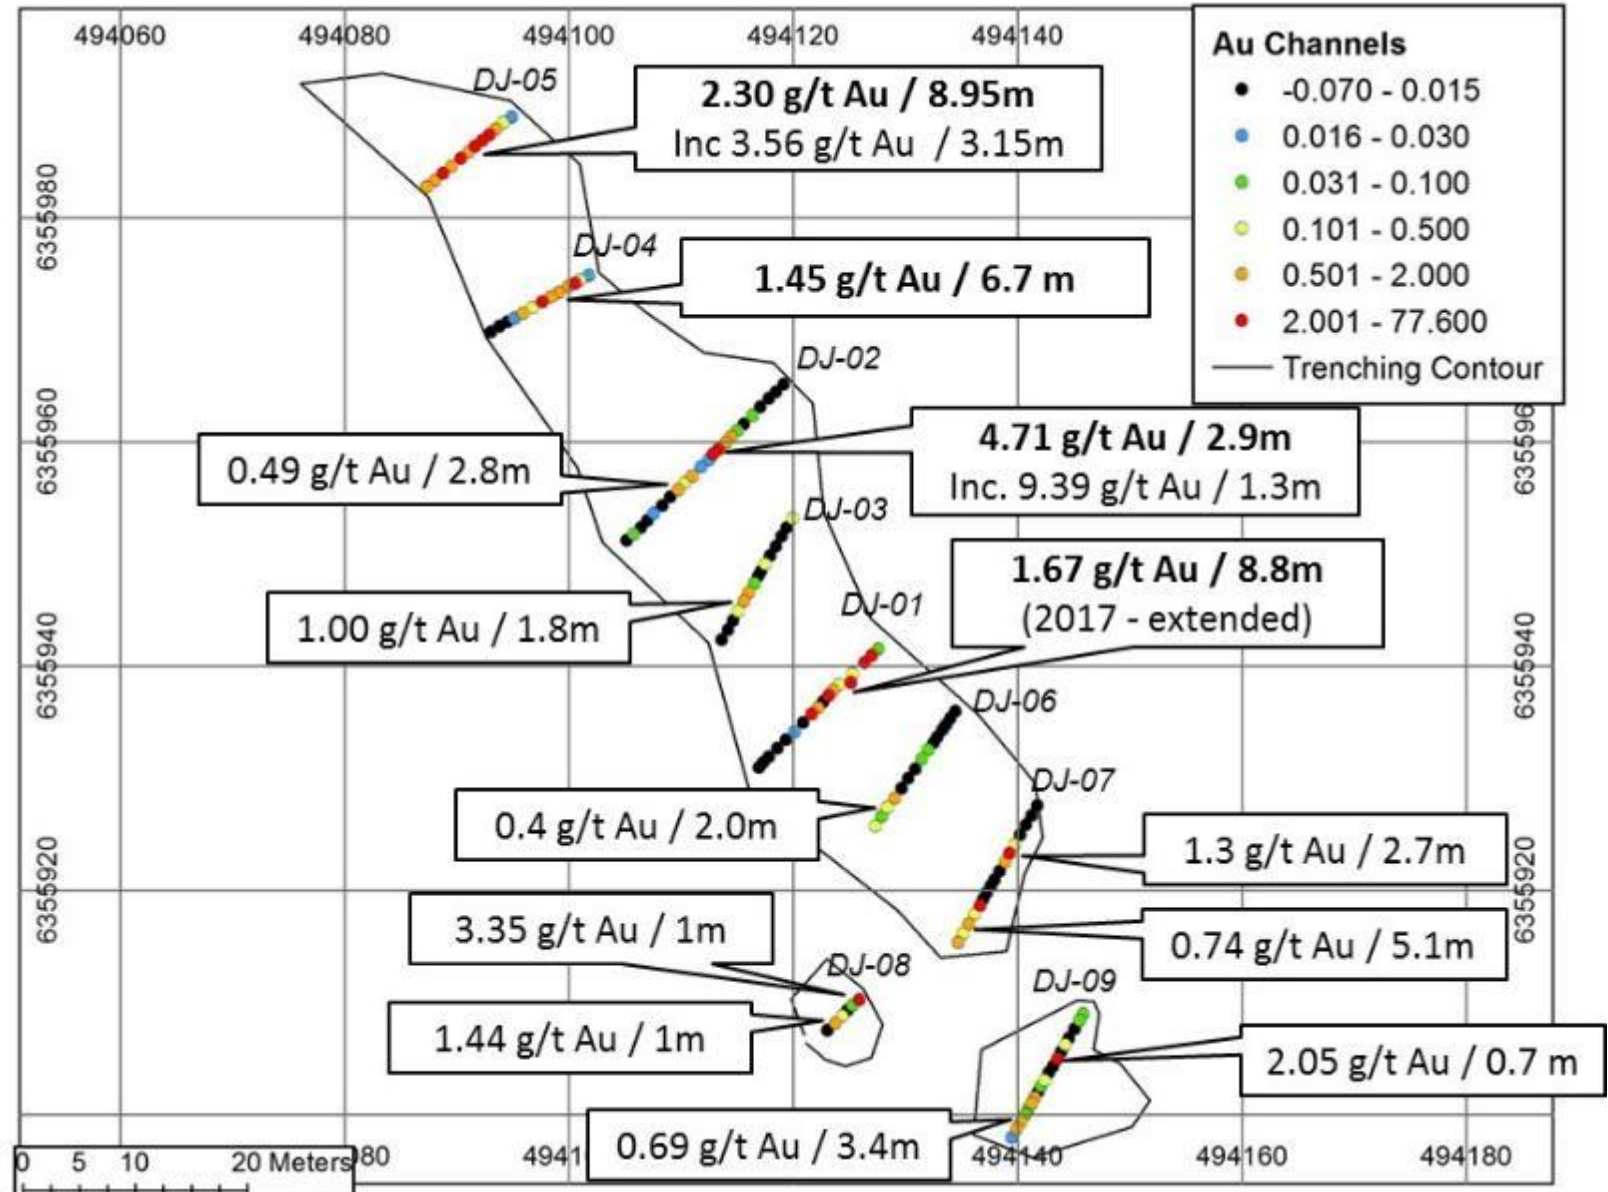 494060
494080
494100
494120
494140
Au Channels
-0.070 - 0.015
0.016 - 0.030
0.031 - 0.100
0.101 - 0.500
0.501 - 2.000
2.001 - 77.600
Trenching Contour
DJ-05
2.30 g/t Au / 8.95m
Inc 3.56 g/t Au / 3.15m
6355980
DJ-04
1.45 g/t Au / 6.7 m
DJ-02
6355960
635596
0.49 g/t Au / 2.8m
4.71 g/t Au / 2.9m
Inc. 9.39 g/t Au / 1.3m
DJ-03
1.00 g/t Au / 1.8m
DJ-01
1.67 g/t Au / 8.8m
(2017 - extended)
6355940
6355940
DJ-06
0.4 g/t Au / 2.0m
DJ-07
1.3 g/t Au / 2.7m
6355920
6355920
3.35 g/t Au / 1m
0.74 g/t Au / 5.1m
DJ-08
DJ-09
1.44 g/t Au / 1m
2.05 g/t Au / 0.7 m
0.69 g/t Au / 3.4m
0 5 10 20 Meters
080
4941
494140
494160
494180